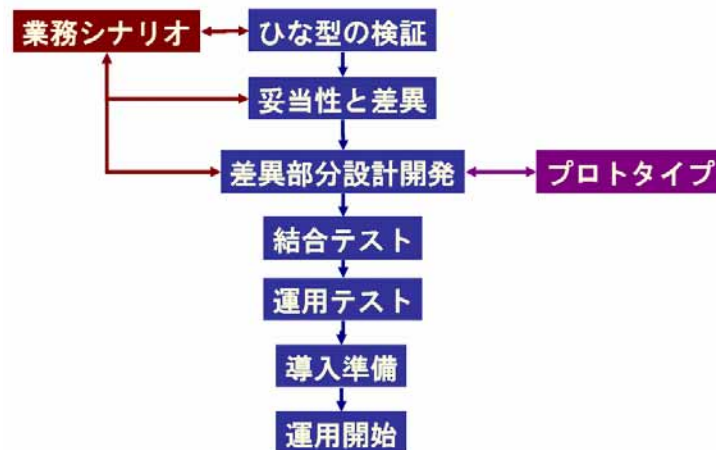 業務シナリオ
ひな型の検証
妥当性と差異
差異部分設計開発
プロトタイプ
結合テスト
運用テスト
導入準備
運用開始